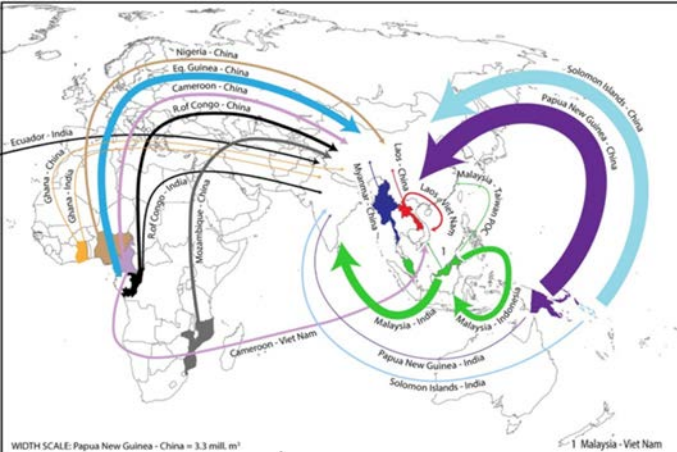 Nigeria - China
Eq. Guinea - China
Cameroon - China
R.of Congo - China
Ecuador - India
Ghana - China
Ghana - India
R.of Congo - India
Mozambique - China
Cameroon - Viet Nam
Myanmar - China
Laos - China
Laos - Viet Nam
Malaysia - Taiwan POC
Solomon Islands - China
Papua New Guinea - China
1
Malaysia - India
Malaysia - Indonesia
Papua New Guinea - India
Solomon Islands - India
WIDTH SCALE: Papua New Guinea - China = 3.3 mill. m³
1 Malaysia - Viet Nam